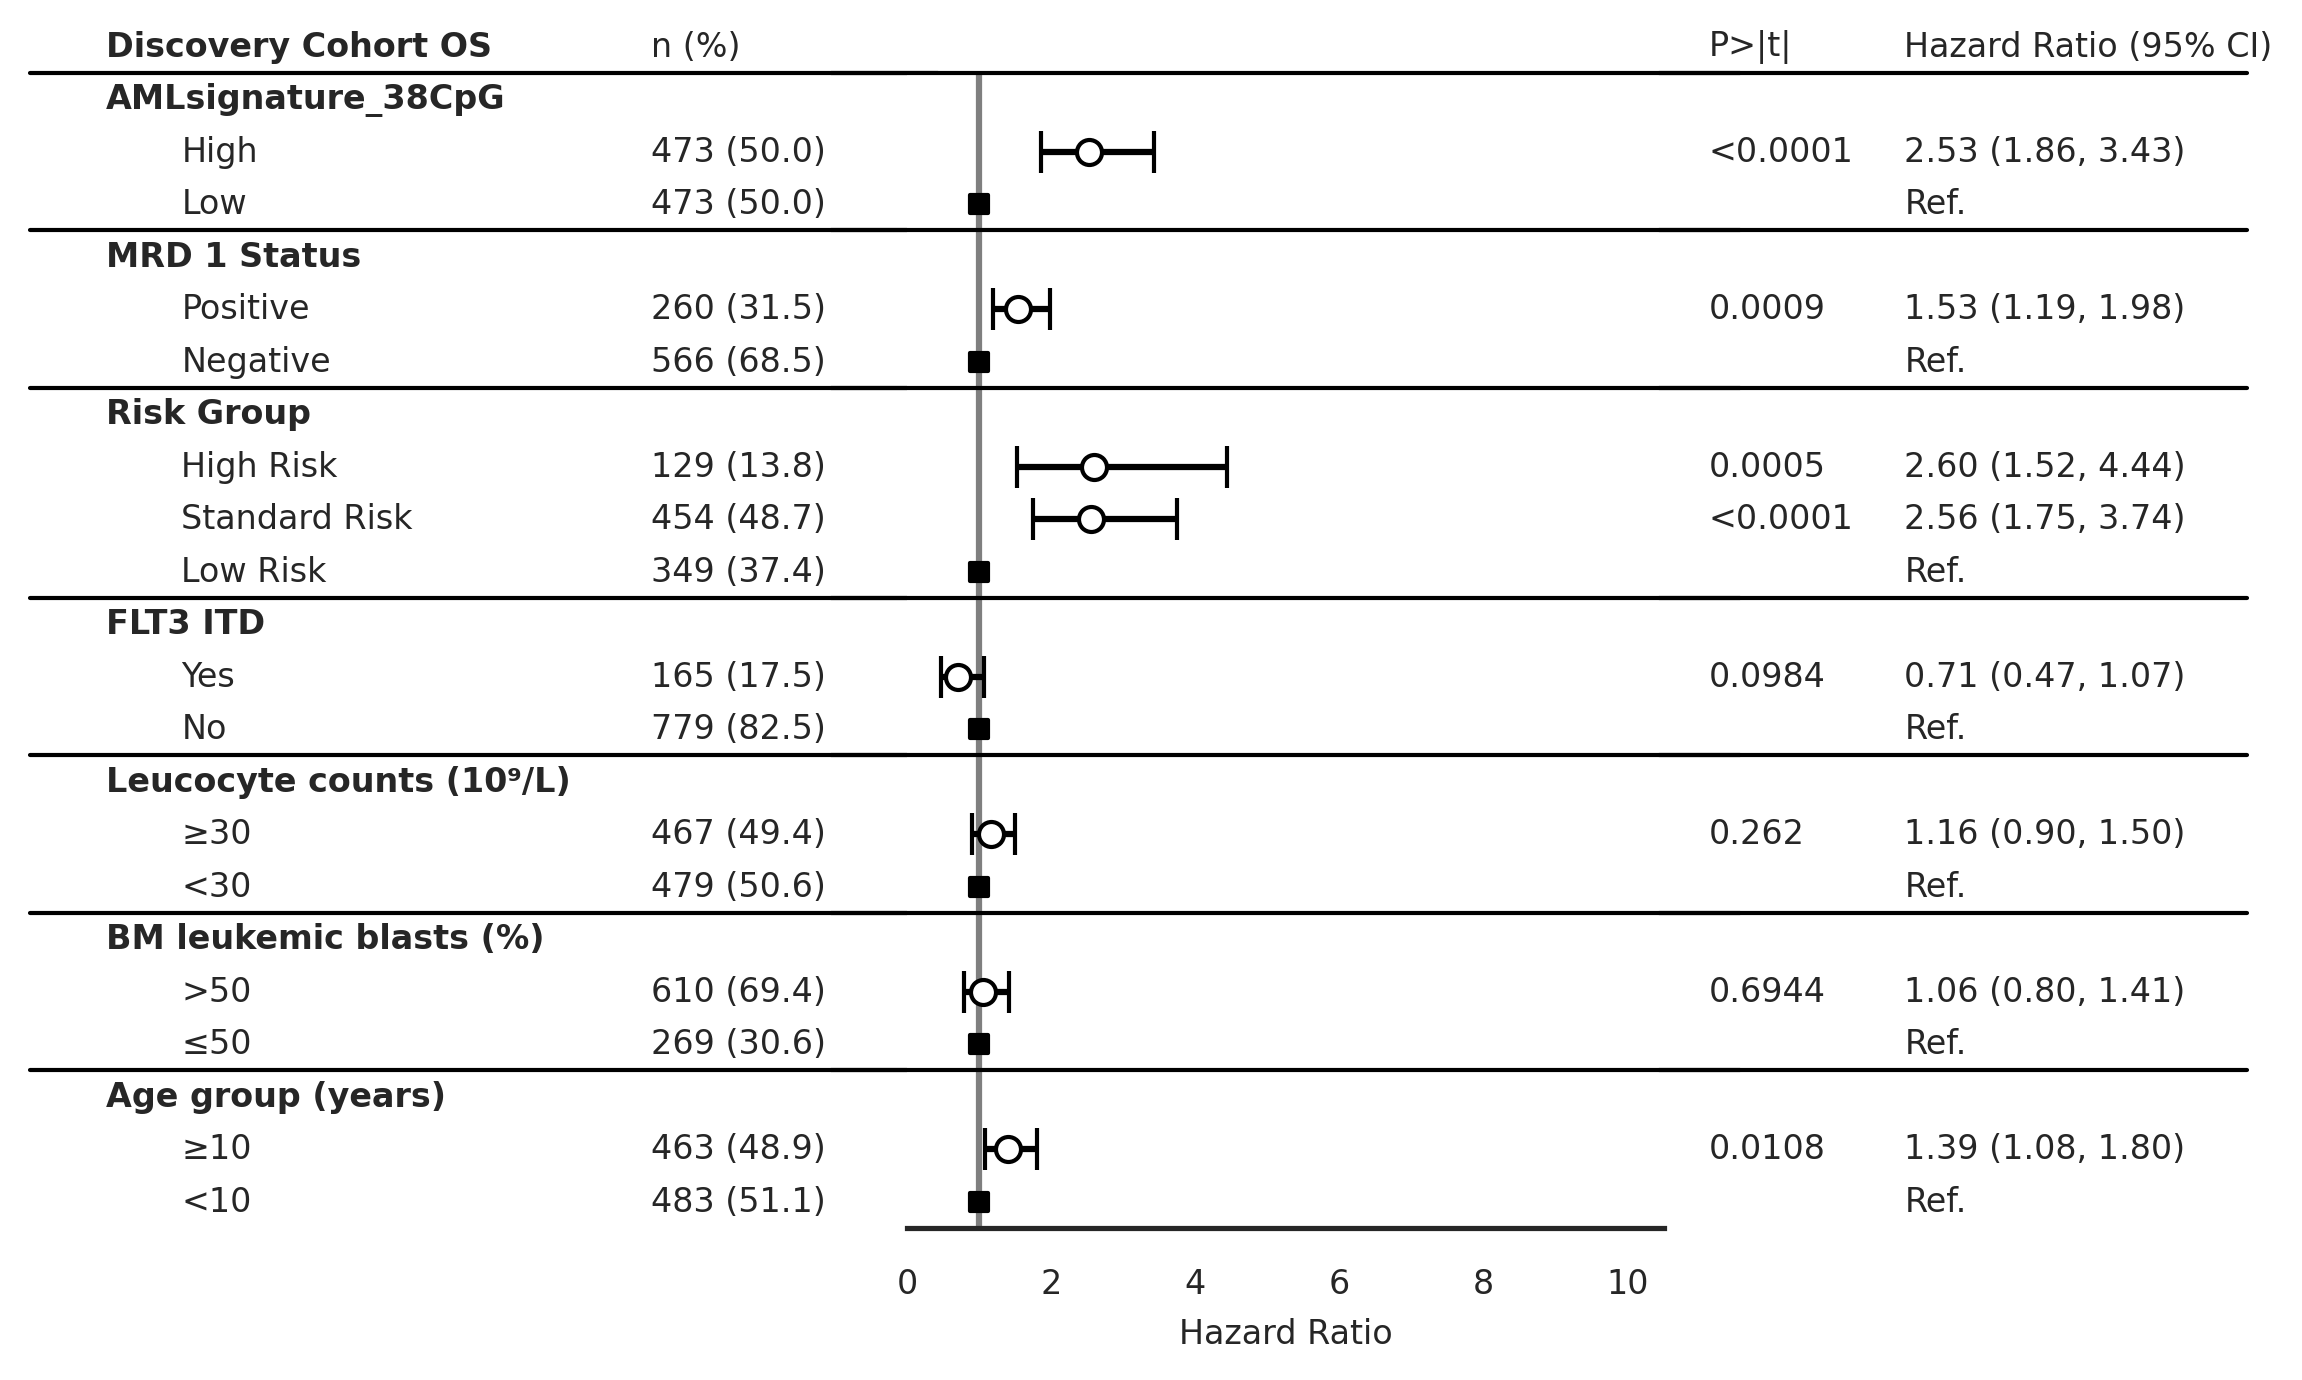 Discovery Cohort OS n (%) P>|t| Hazard Ratio (95% CI)
AMLsignature_38CpG
High 473 (50.0) <0.0001 2.53 (1.86, 3.43)
Low 473 (50.0) Ref.
MRD 1 Status
Positive 260 (31.5) 0.0009 1.53 (1.19, 1.98)
Negative 566 (68.5) Ref.
Risk Group
High Risk 129 (13.8) 0.0005 2.60 (1.52, 4.44)
Standard Risk 454 (48.7) <0.0001 2.56 (1.75, 3.74)
Low Risk 349 (37.4) Ref.
FLT3 ITD
Yes 165 (17.5) 0.0984 0.71 (0.47, 1.07)
No 779 (82.5) Ref.
Leucocyte counts (10⁹/L)
≥30 467 (49.4) 0.262 1.16 (0.90, 1.50)
<30 479 (50.6) Ref.
BM leukemic blasts (%)
>50 610 (69.4) 0.6944 1.06 (0.80, 1.41)
≤50 269 (30.6) Ref.
Age group (years)
≥10 463 (48.9) 0.0108 1.39 (1.08, 1.80)
<10 483 (51.1) Ref.
0 2 4 6 8 10
Hazard Ratio